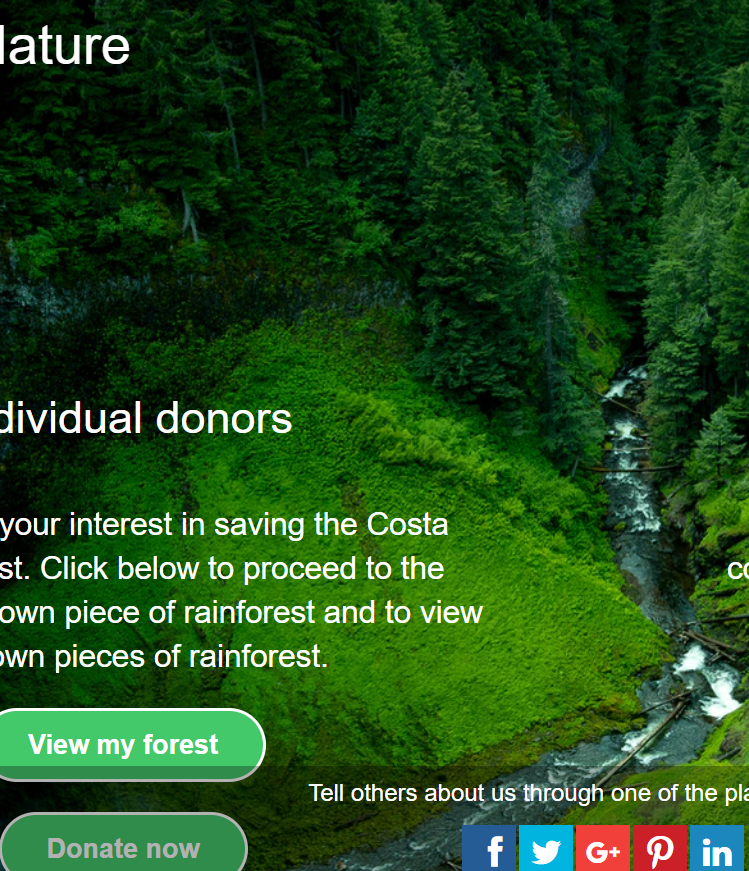 lature
dividual donors
your interest in saving the Costa
st. Click below to proceed to the
own piece of rainforest and to view
own pieces of rainforest.
View my forest
Tell others about us through one of the pla
Donate now
f
G+
in